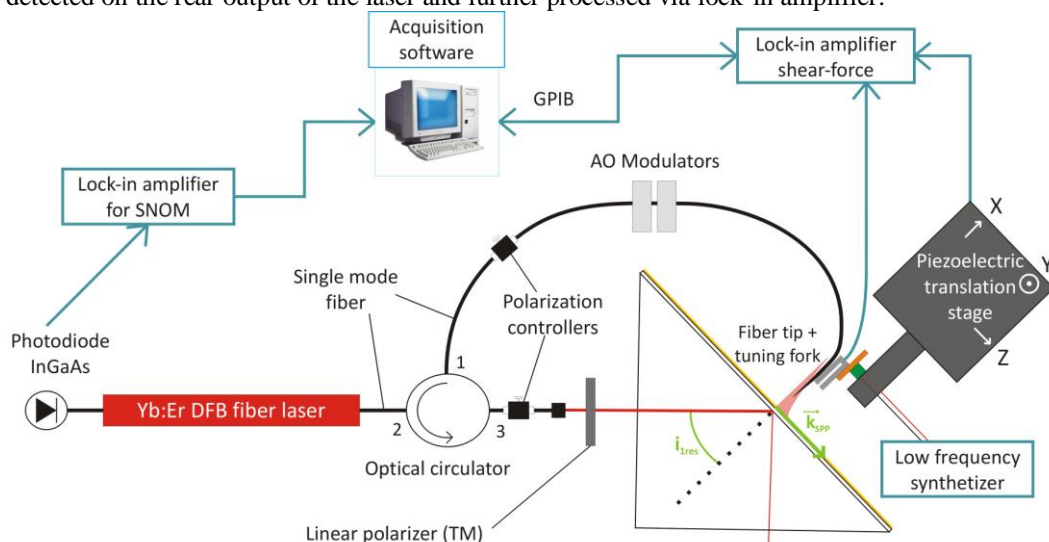 detected on the rear output of the laser and further processed via lock-in amplifier.
Acquisition
software
Lock-in amplifier
shear-force
GPIB
AO Modulators
Lock-in amplifier
for SNOM
X
Piezoelectric
translation
stage
Y
Z
Single mode
fiber
Polarization
controllers
Fiber tip +
tuning fork
Photodiode
InGaAs
1
Yb:Er DFB fiber laser
2
3
k_SPP
i_1res
Optical circulator
Low frequency
synthetizer
Linear polarizer (TM)